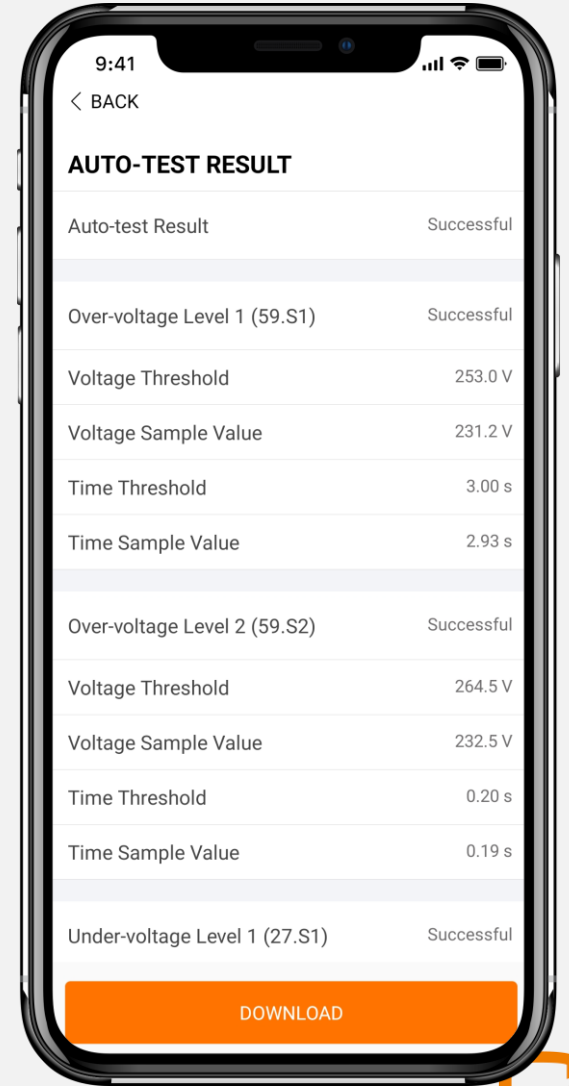 9:41
< BACK
AUTO-TEST RESULT
Auto-test Result Successful
Over-voltage Level 1 (59.S1) Successful
Voltage Threshold 253.0 V
Voltage Sample Value 231.2 V
Time Threshold 3.00 s
Time Sample Value 2.93 s
Over-voltage Level 2 (59.S2) Successful
Voltage Threshold 264.5 V
Voltage Sample Value 232.5 V
Time Threshold 0.20 s
Time Sample Value 0.19 s
Under-voltage Level 1 (27.S1) Successful
DOWNLOAD